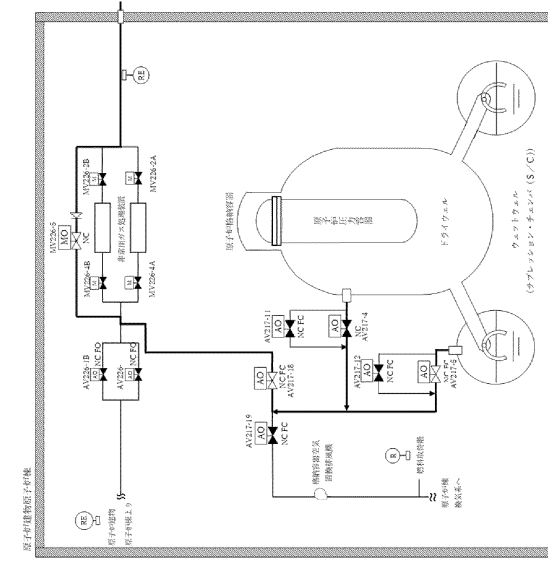 原子炉建物原子炉棟
RE
MV226-5
MO
NC
MV226-2B
M
M
MV226-2A
非常用ガス処理装置
MV226-4B
M
M
MV226-4A
AV226-1B
AO
NC FO
AV226-
AO
NC FO
RE
原子炉建物
原子炉棟より
AV217-18
AO
NC FC
AV217-19
AO
NC FC
AV217-11
AO
NC FC
AO
NC
AV217-4
AV217-12
AO
NC FC
AO
NC FC
AV217-5
格納容器空気
置換排風機
R
燃料取替階
原子炉棟
換気系へ
原子炉格納容器
原子炉圧力容器
ドライウェル
ウェットウェル
(サプレッション・チェンバ(S/C))